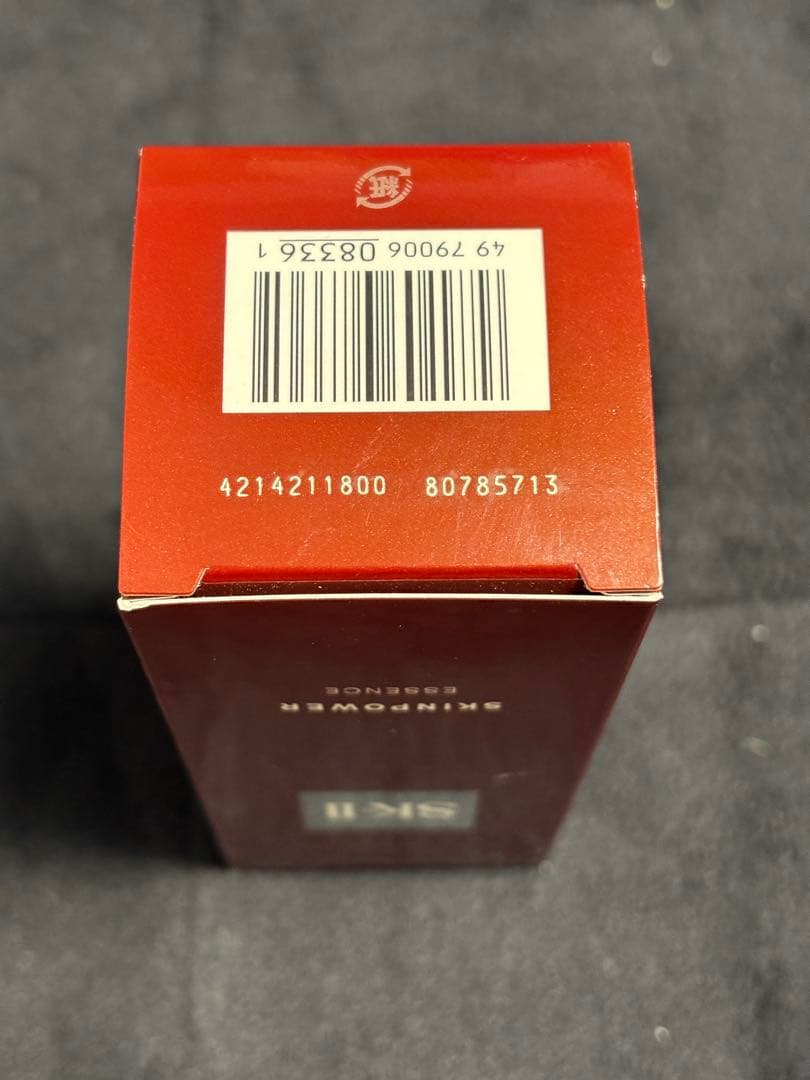 紙
49 79006 08336 1
4214211800 80785713
SKINPOWER
ESSENCE
SK-II